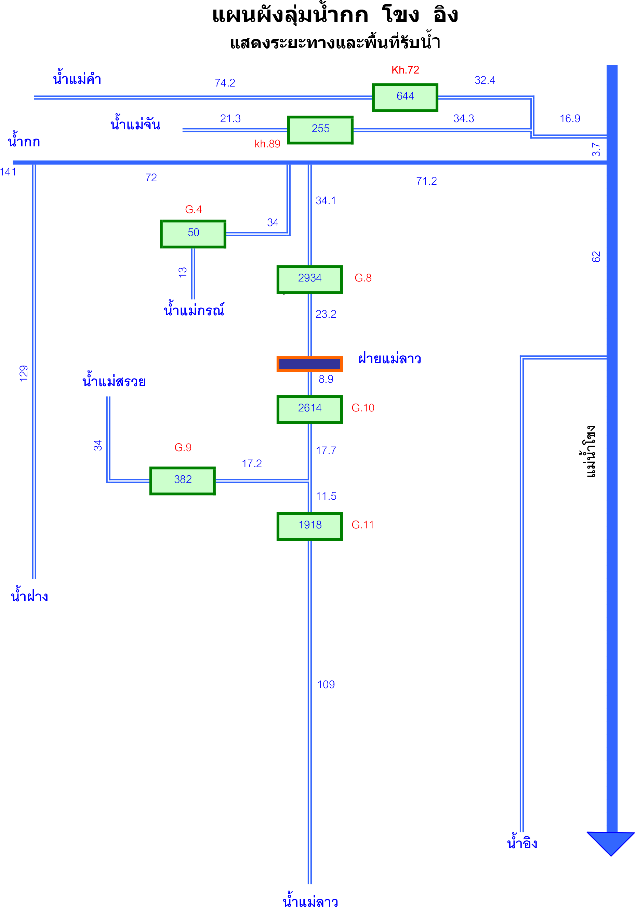 แผนผังลุ่มน้ำกก โขง อิง
แสดงระยะทางและพื้นที่รับน้ำ
น้ำแม่คำ
74.2
Kh.72
644
32.4
น้ำแม่จัน
21.3
255
34.3
16.9
kh.89
น้ำกก
3.7
141
72
71.2
34.1
G.4
50
34
13
น้ำแม่กรณ์
2934
G.8
62
23.2
ฝายแม่ลาว
129
น้ำแม่สรวย
8.9
2614
G.10
34
G.9
382
17.2
17.7
แม่น้ำโขง
11.5
1918
G.11
น้ำฝาง
109
น้ำอิง
น้ำแม่ลาว